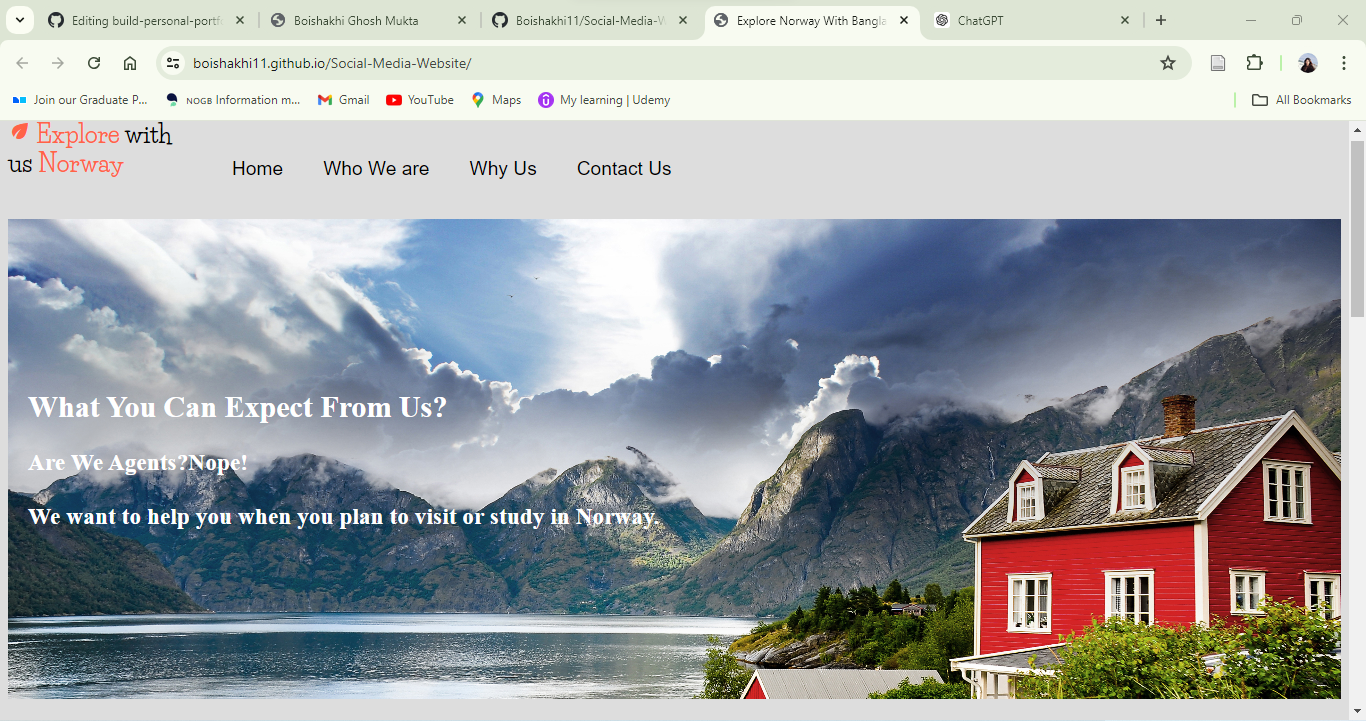 Editing build-personal-portf
Boishakhi Ghosh Mukta
Boishakhi11/Social-Media-W
Explore Norway With Bangla
ChatGPT
boishakhi11.github.io/Social-Media-Website/
Join our Graduate P...
NOGB Information m...
Gmail
YouTube
Maps
My learning | Udemy
All Bookmarks
Explore with
us Norway
Home Who We are Why Us Contact Us
What You Can Expect From Us?
Are We Agents?Nope!
We want to help you when you plan to visit or study in Norway.